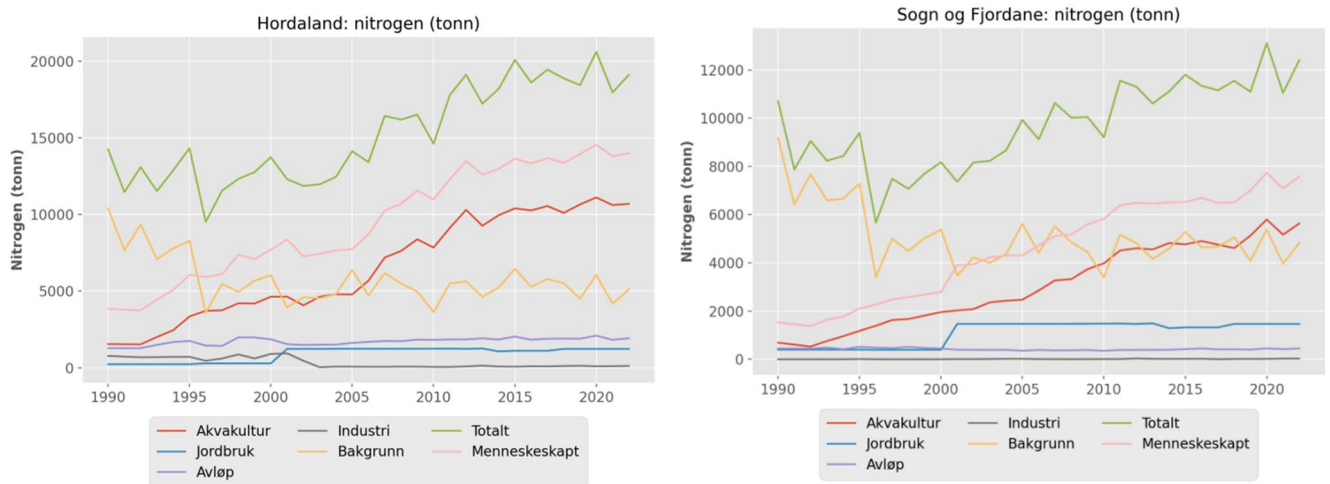 Hordaland: nitrogen (tonn)
Nitrogen (tonn)
20000
15000
10000
5000
0
1990 1995 2000 2005 2010 2015 2020
Akvakultur Industri Totalt
Jordbruk Bakgrunn Menneskeskapt
Avløp
Sogn og Fjordane: nitrogen (tonn)
Nitrogen (tonn)
12000
10000
8000
6000
4000
2000
0
1990 1995 2000 2005 2010 2015 2020
Akvakultur Industri Totalt
Jordbruk Bakgrunn Menneskeskapt
Avløp